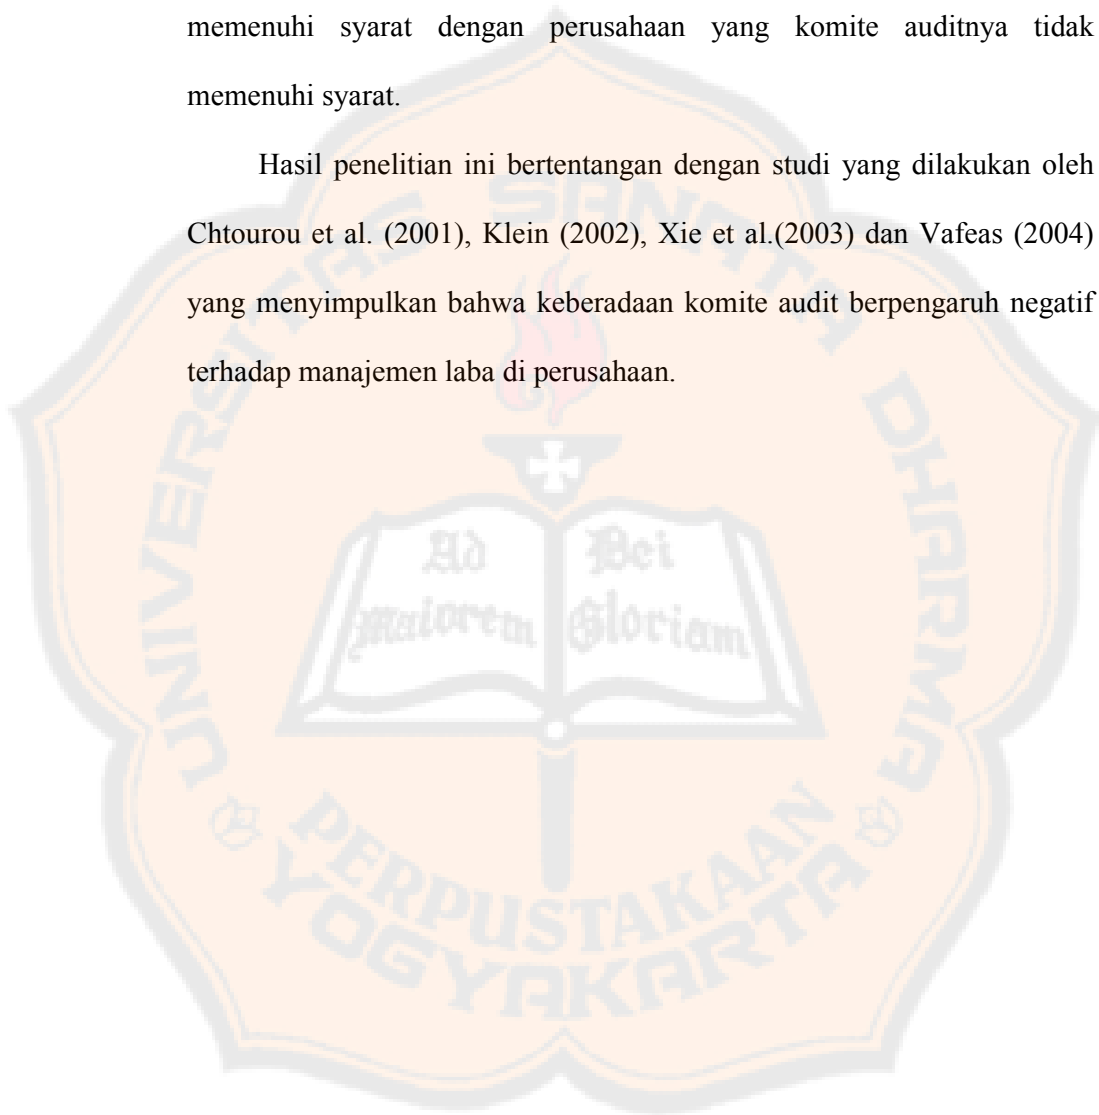 memenuhi syarat dengan perusahaan yang komite auditnya tidak
memenuhi syarat.
Hasil penelitian ini bertentangan dengan studi yang dilakukan oleh
Chtourou et al. (2001), Klein (2002), Xie et al.(2003) dan Vafeas (2004)
yang menyimpulkan bahwa keberadaan komite audit berpengaruh negatif
terhadap manajemen laba di perusahaan.
UNIVERSITAS SANATA DHARMA
Ad Dei
maiorem Gloriam
PERPUSTAKAAN
YOGYAKARTA